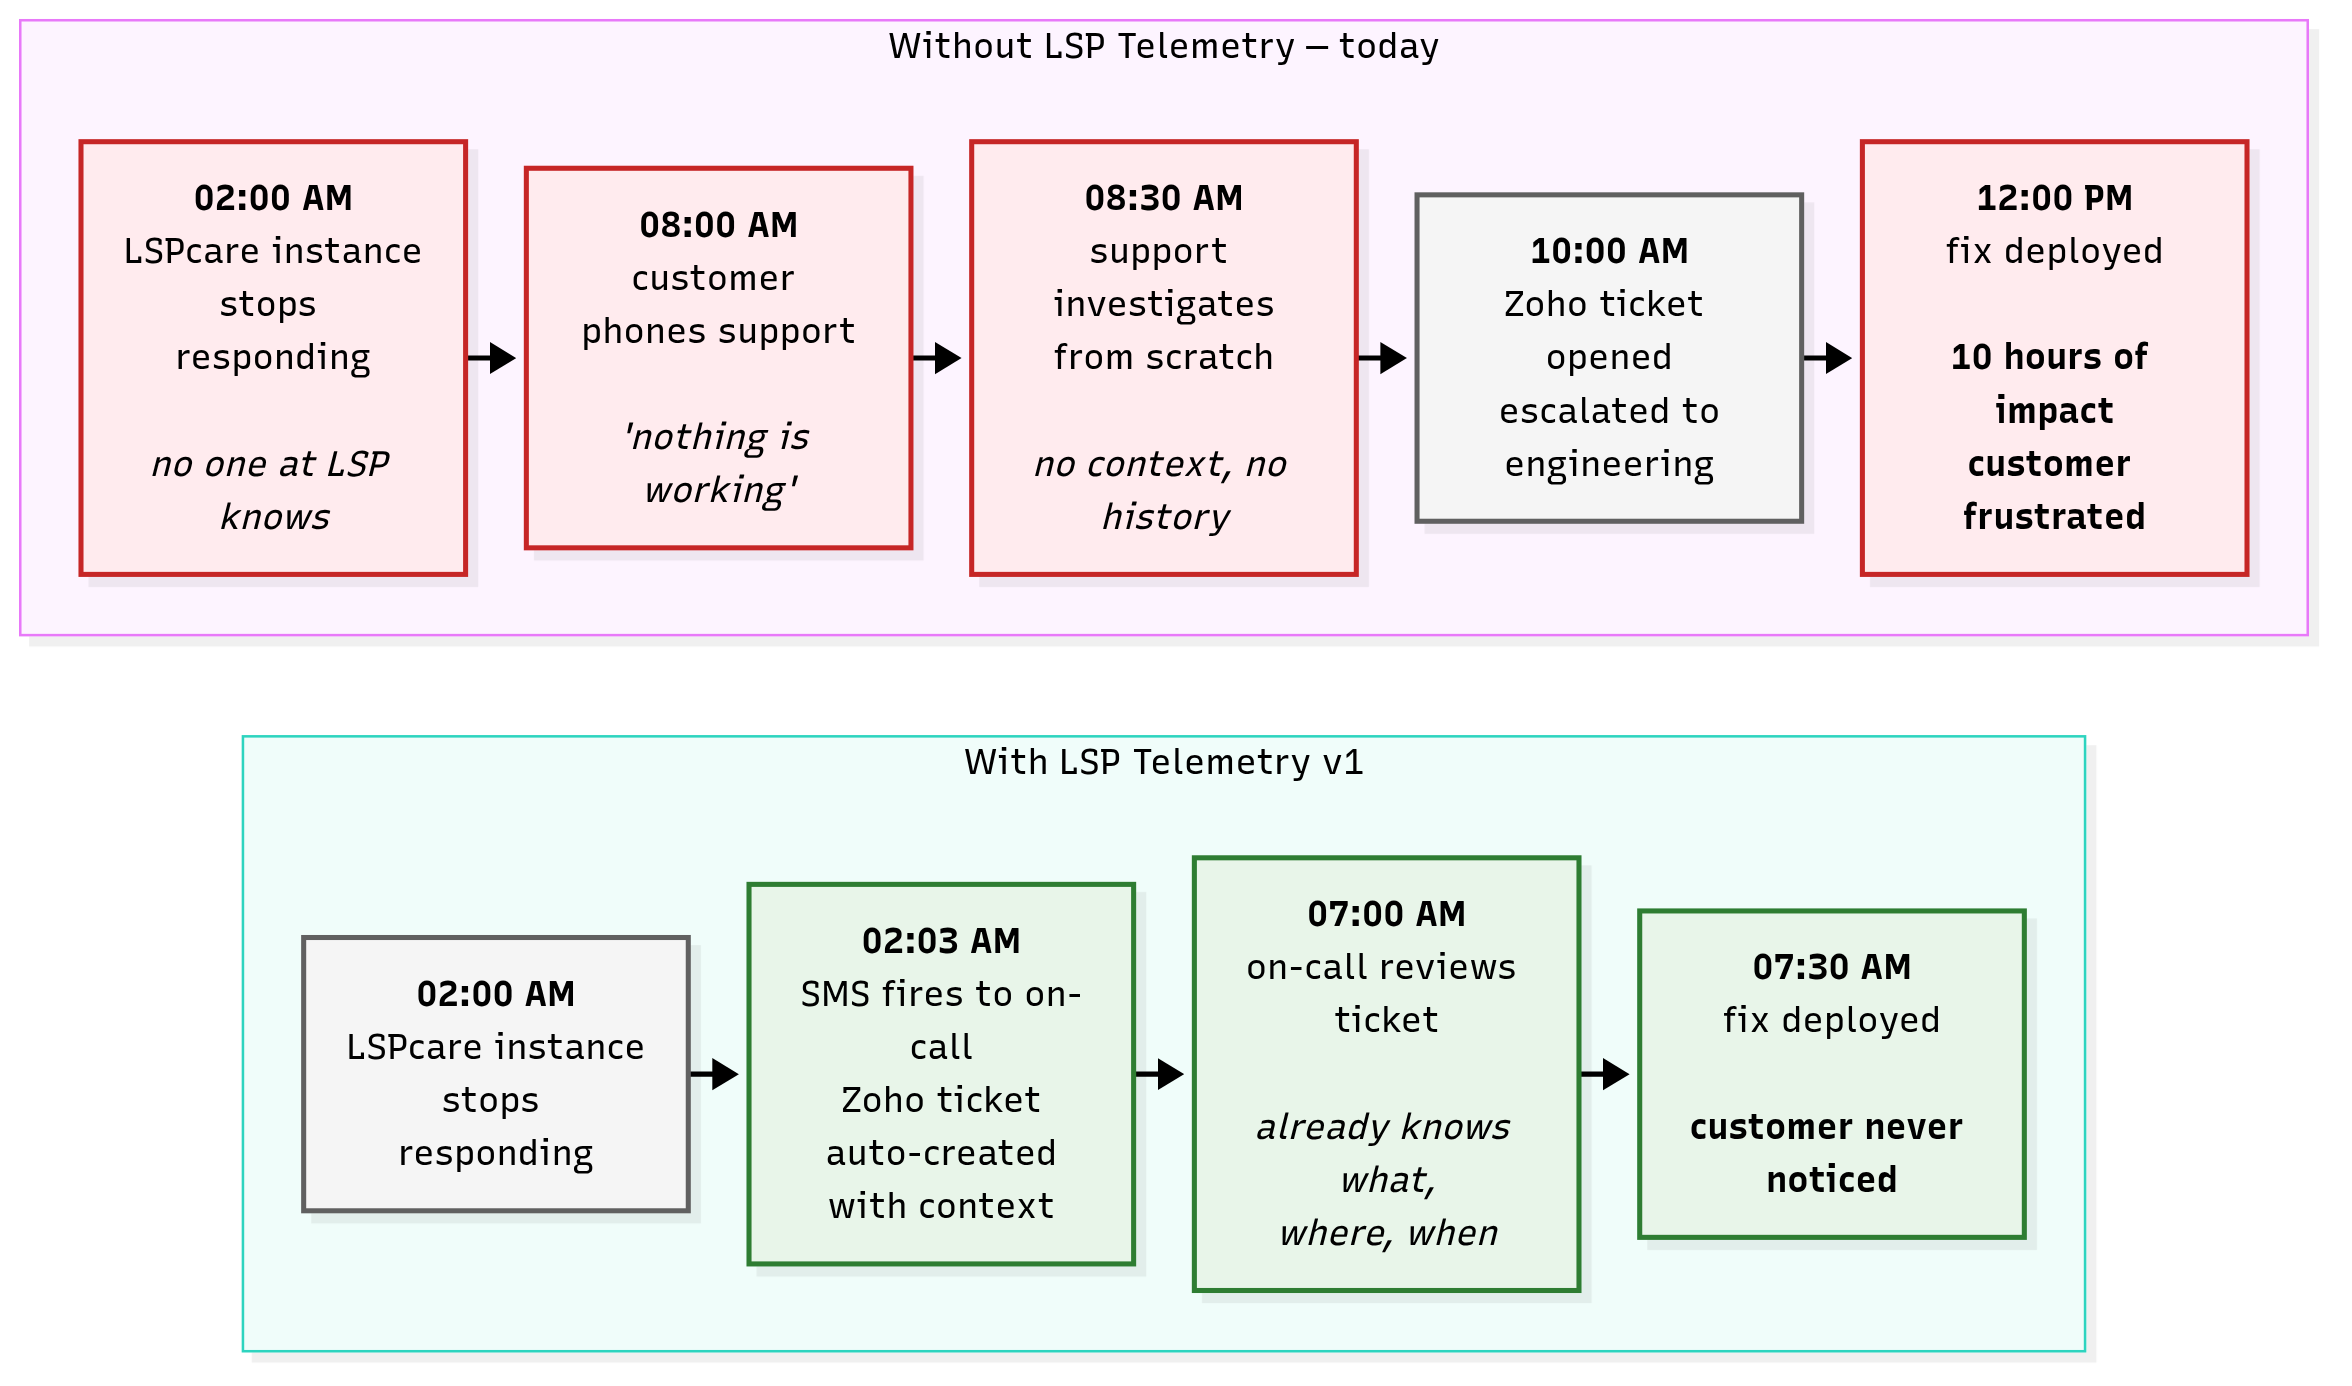 Without LSP Telemetry — today
02:00 AM
LSPcare instance
stops
responding
no one at LSP
knows
08:00 AM
customer
phones support
'nothing is
working'
08:30 AM
support
investigates
from scratch
no context, no
history
10:00 AM
Zoho ticket
opened
escalated to
engineering
12:00 PM
fix deployed
10 hours of
impact
customer
frustrated
With LSP Telemetry v1
02:00 AM
LSPcare instance
stops
responding
02:03 AM
SMS fires to on-
call
Zoho ticket
auto-created
with context
07:00 AM
on-call reviews
ticket
already knows
what,
where, when
07:30 AM
fix deployed
customer never
noticed